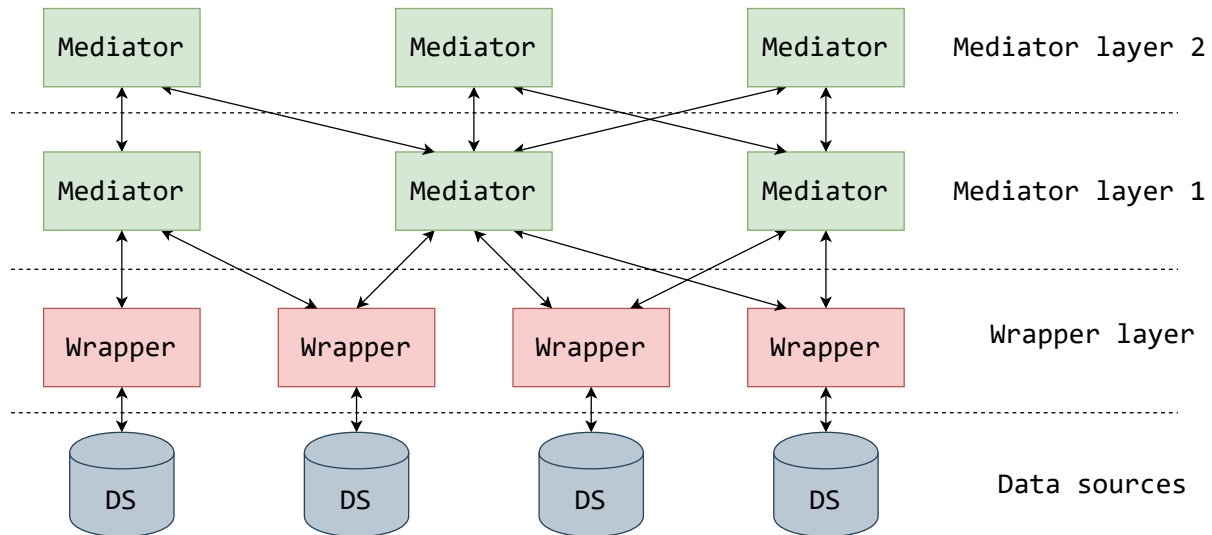 Mediator Mediator Mediator Mediator layer 2
Mediator Mediator Mediator Mediator layer 1
Wrapper Wrapper Wrapper Wrapper Wrapper layer
DS DS DS DS Data sources